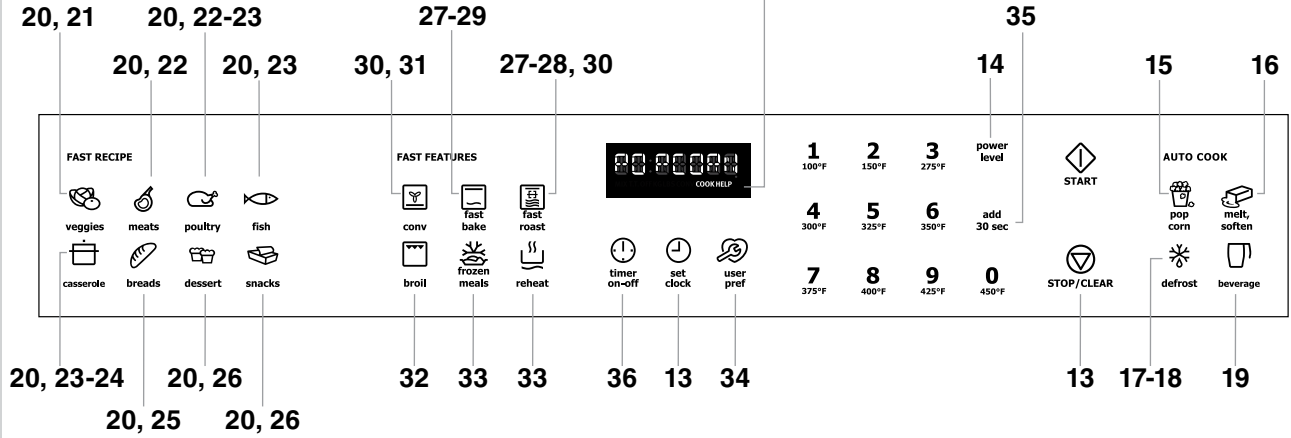 20, 21
20, 22-23
27-29
35
20, 22
20, 23
30, 31
27-28, 30
14
15
16
FAST RECIPE
veggies
meats
poultry
fish
casserole
breads
dessert
snacks
FAST FEATURES
conv
fast
bake
fast
roast
broil
frozen
meals
reheat
COOK HELP
timer
on-off
set
clock
user
pref
1
100°F
2
150°F
3
275°F
power
level
4
300°F
5
325°F
6
350°F
add
30 sec
7
375°F
8
400°F
9
425°F
0
450°F
START
STOP/CLEAR
AUTO COOK
pop
corn
melt,
soften
defrost
beverage
20, 23-24
20, 26
32
33
33
36
13
34
13
17-18
19
20, 25
20, 26